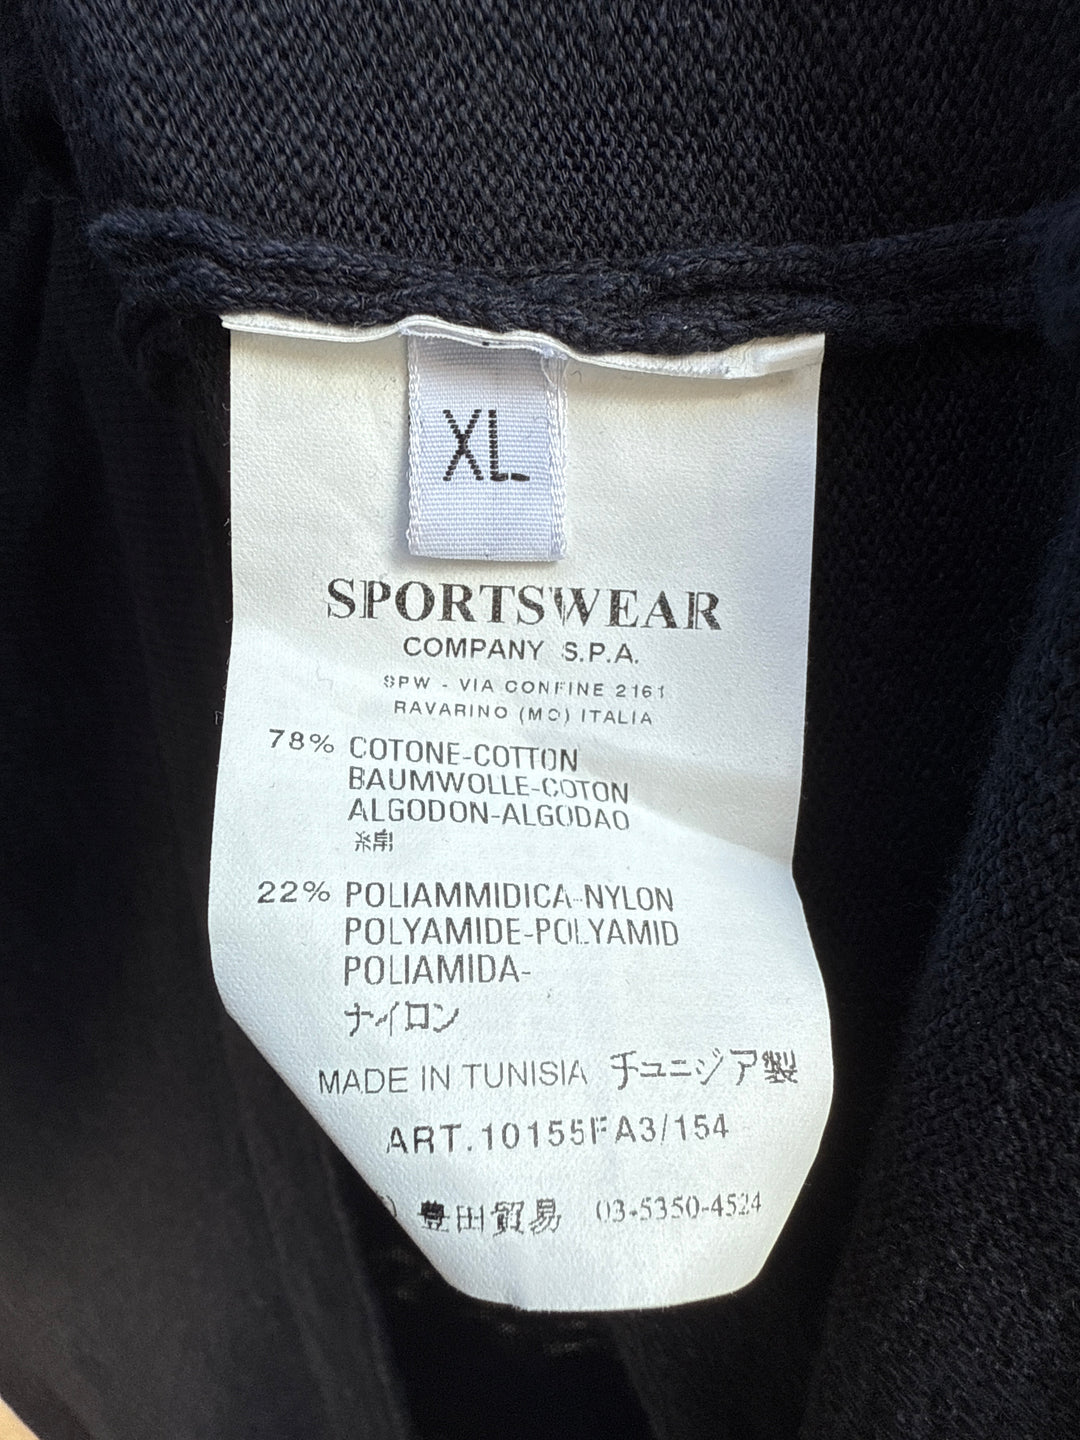 XL
SPORTSWEAR
COMPANY S.P.A.
SPW - VIA CONFINE 2161
RAVARINO (MO) ITALIA
78% COTONE-COTTON
BAUMWOLLE-COTON
ALGODON-ALGODAO
綿
22% POLIAMMIDICA-NYLON
POLYAMIDE-POLYAMID
POLIAMIDA-
ナイロン
MADE IN TUNISIA チュニジア製
ART.10155FA3/154
豊田貿易 03-5350-4524